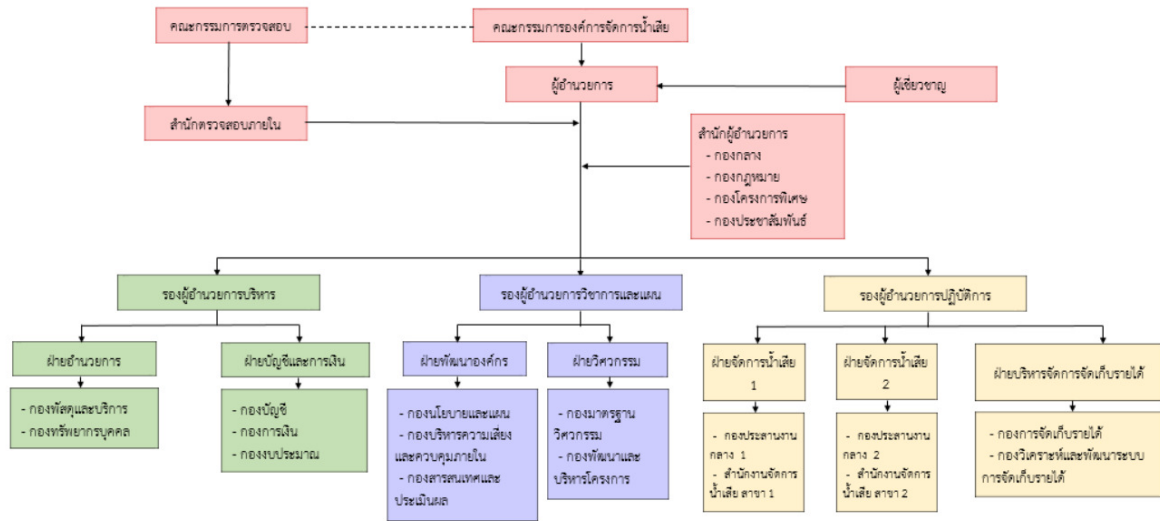 คณะกรรมการตรวจสอบ
คณะกรรมการองค์การจัดการน้ำเสีย
ผู้อำนวยการ
ผู้เชี่ยวชาญ
สำนักตรวจสอบภายใน
สำนักผู้อำนวยการ
- กองกลาง
- กองกฎหมาย
- กองโครงการพิเศษ
- กองประชาสัมพันธ์
รองผู้อำนวยการบริหาร
รองผู้อำนวยการวิชาการและแผน
รองผู้อำนวยการปฏิบัติการ
ฝ่ายอำนวยการ
ฝ่ายบัญชีและการเงิน
ฝ่ายพัฒนาองค์กร
ฝ่ายวิศวกรรม
ฝ่ายจัดการน้ำเสีย
1
ฝ่ายจัดการน้ำเสีย
2
ฝ่ายบริหารจัดการจัดเก็บรายได้
- กองพัสดุและบริการ
- กองทรัพยากรบุคคล
- กองบัญชี
- กองการเงิน
- กองงบประมาณ
- กองนโยบายและแผน
- กองบริหารความเสี่ยง
และควบคุมภายใน
- กองสารสนเทศและ
ประเมินผล
- กองมาตรฐาน
วิศวกรรม
- กองพัฒนาและ
บริหารโครงการ
- กองประสานงาน
กลาง 1
- สำนักงานจัดการ
น้ำเสีย สาขา 1
- กองประสานงาน
กลาง 2
- สำนักงานจัดการ
น้ำเสีย สาขา 2
- กองการจัดเก็บรายได้
- กองวิเคราะห์และพัฒนาระบบ
การจัดเก็บรายได้